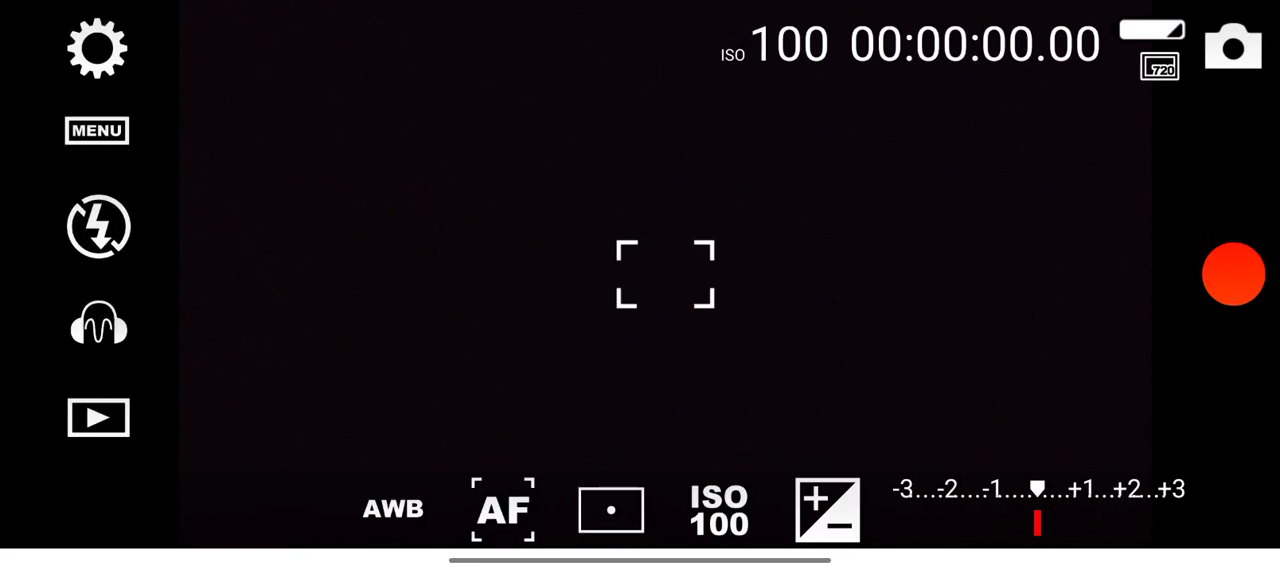 ISO 100 00:00:00.00
720
MENU
AWB
AF
ISO
100
-3...-2...-1.......+1...+2...+3